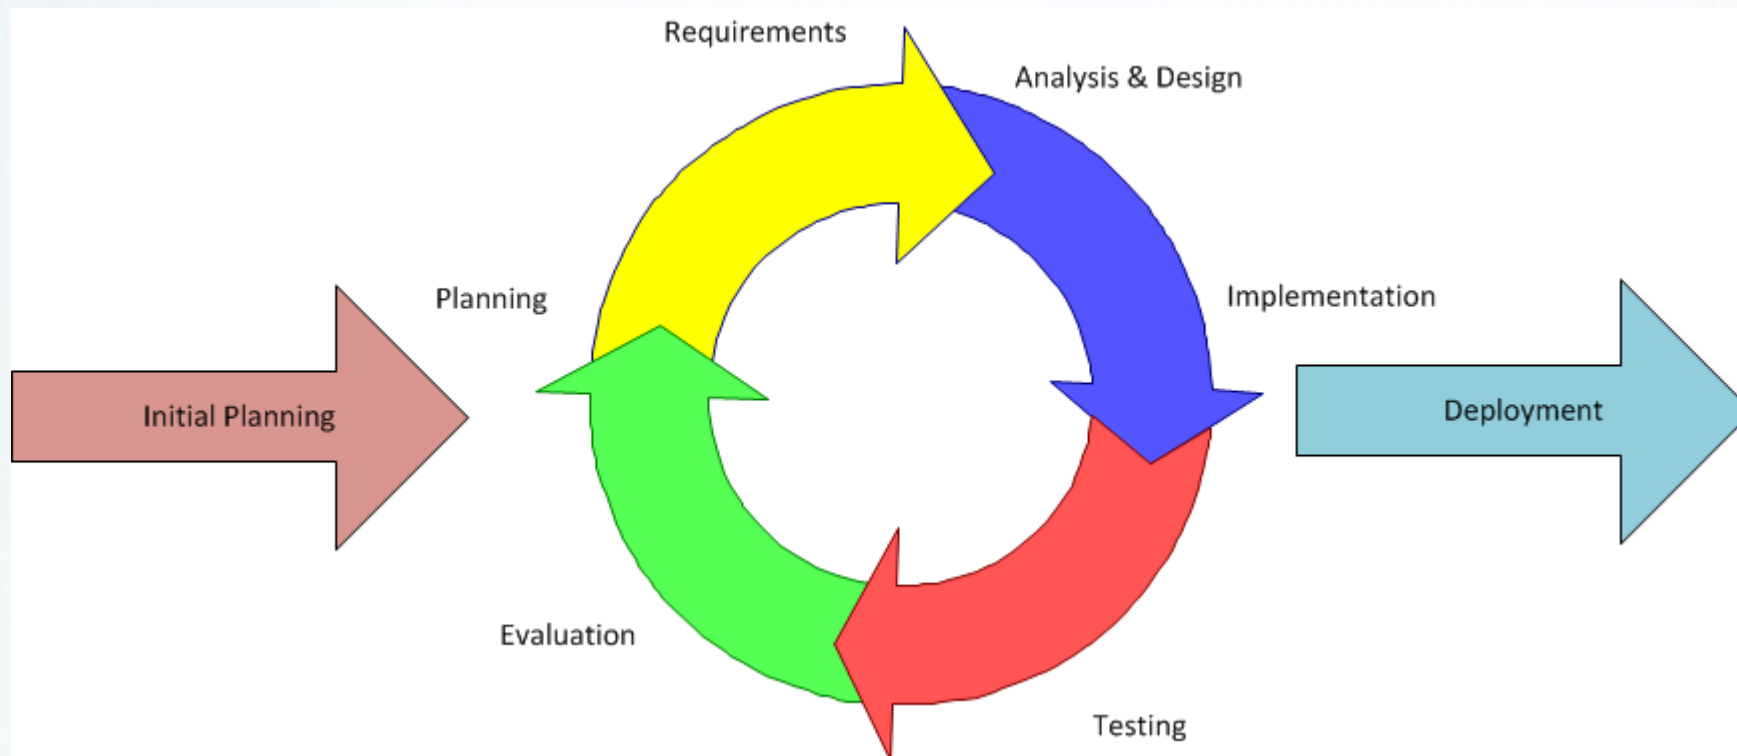 Requirements
Analysis & Design
Planning
Implementation
Initial Planning
Deployment
Evaluation
Testing